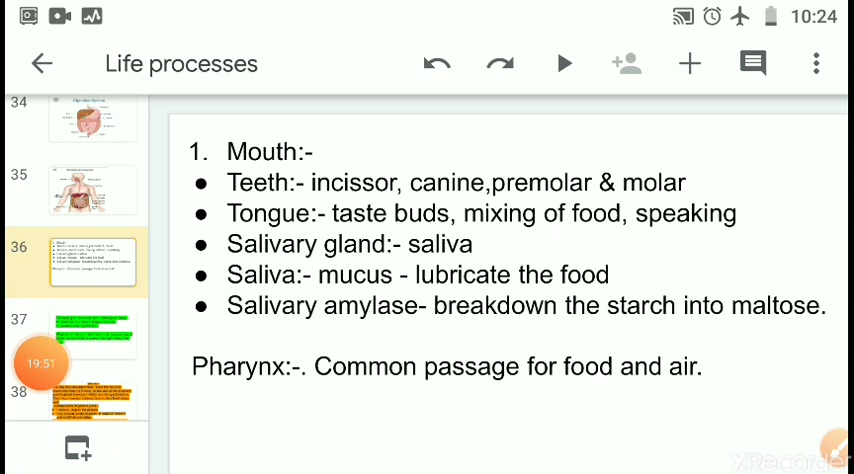 10:24
Life processes
34
35
36
37
38
19:51
1. Mouth:-
● Teeth:- incissor, canine,premolar & molar
● Tongue:- taste buds, mixing of food, speaking
● Salivary gland:- saliva
● Saliva:- mucus - lubricate the food
● Salivary amylase- breakdown the starch into maltose.
Pharynx:-. Common passage for food and air.
XRecorder